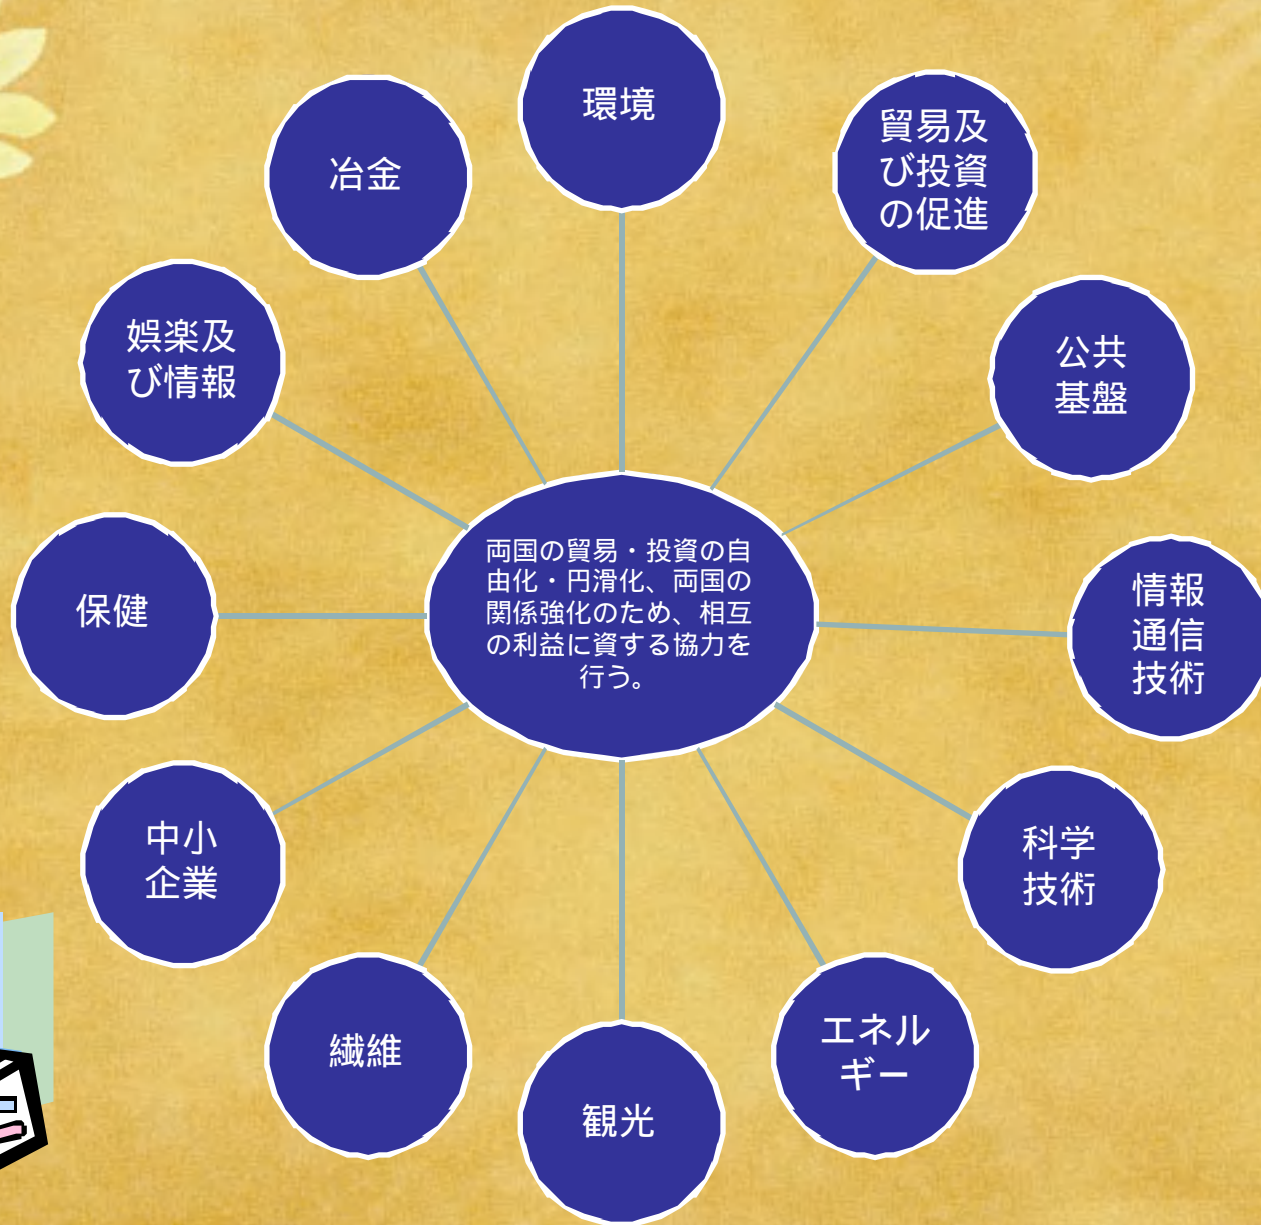 環境
貿易及
び投資
の促進
公共
基盤
情報
通信
技術
科学
技術
エネル
ギー
観光
繊維
中小
企業
保健
娯楽及
び情報
冶金
両国の貿易・投資の自
由化・円滑化、両国の
関係強化のため、相互
の利益に資する協力を
行う。